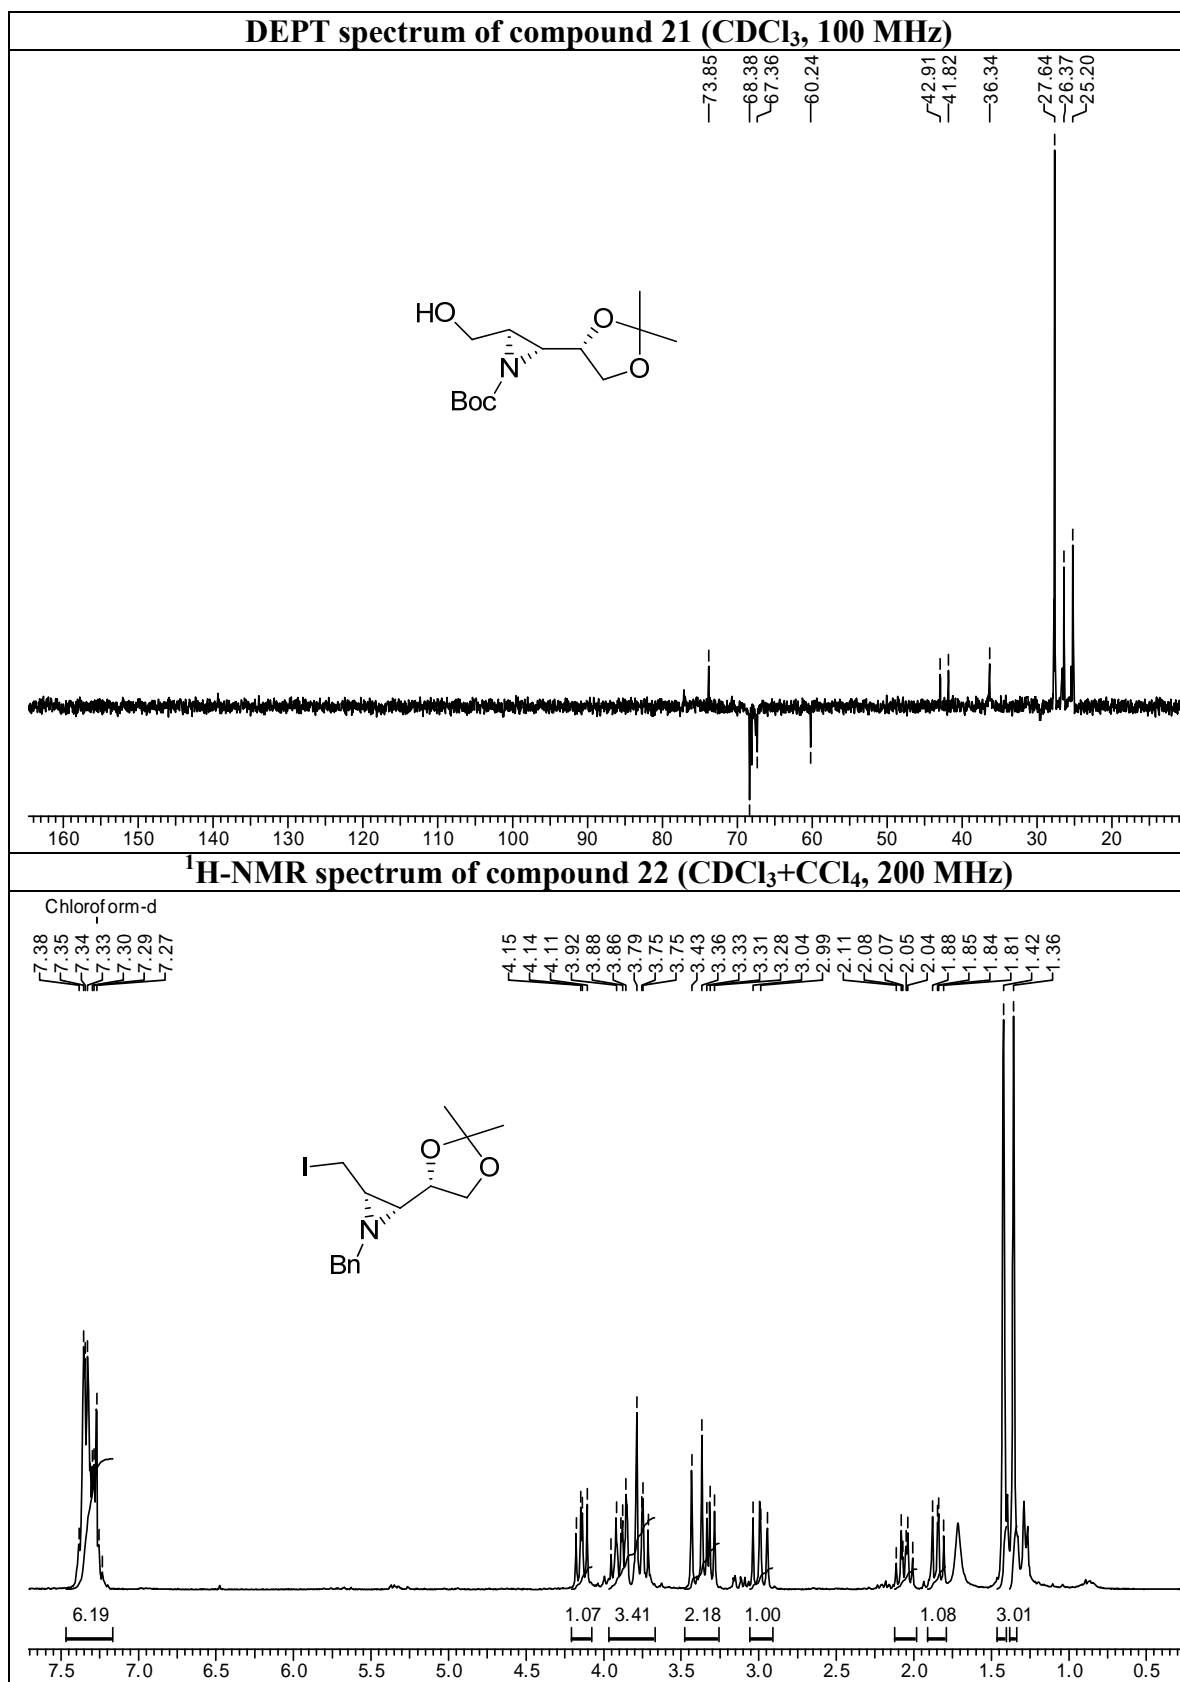 DEPT spectrum of compound 21 (CDCl₃, 100 MHz)
73.85
68.38
67.36
60.24
42.91
41.82
36.34
27.64
26.37
25.20
HO
O
O
N
Boc
160 150 140 130 120 110 100 90 80 70 60 50 40 30 20
¹H-NMR spectrum of compound 22 (CDCl₃+CCl₄, 200 MHz)
Chloroform-d
7.38
7.35
7.34
7.33
7.30
7.29
7.27
4.15
4.14
4.11
3.92
3.88
3.86
3.79
3.75
3.75
3.43
3.36
3.33
3.31
3.28
3.04
2.99
2.11
2.08
2.07
2.05
2.04
1.88
1.85
1.84
1.81
1.42
1.36
O
I
O
N
Bn
6.19 1.07 3.41 2.18 1.00 1.08 3.01
7.5 7.0 6.5 6.0 5.5 5.0 4.5 4.0 3.5 3.0 2.5 2.0 1.5 1.0 0.5